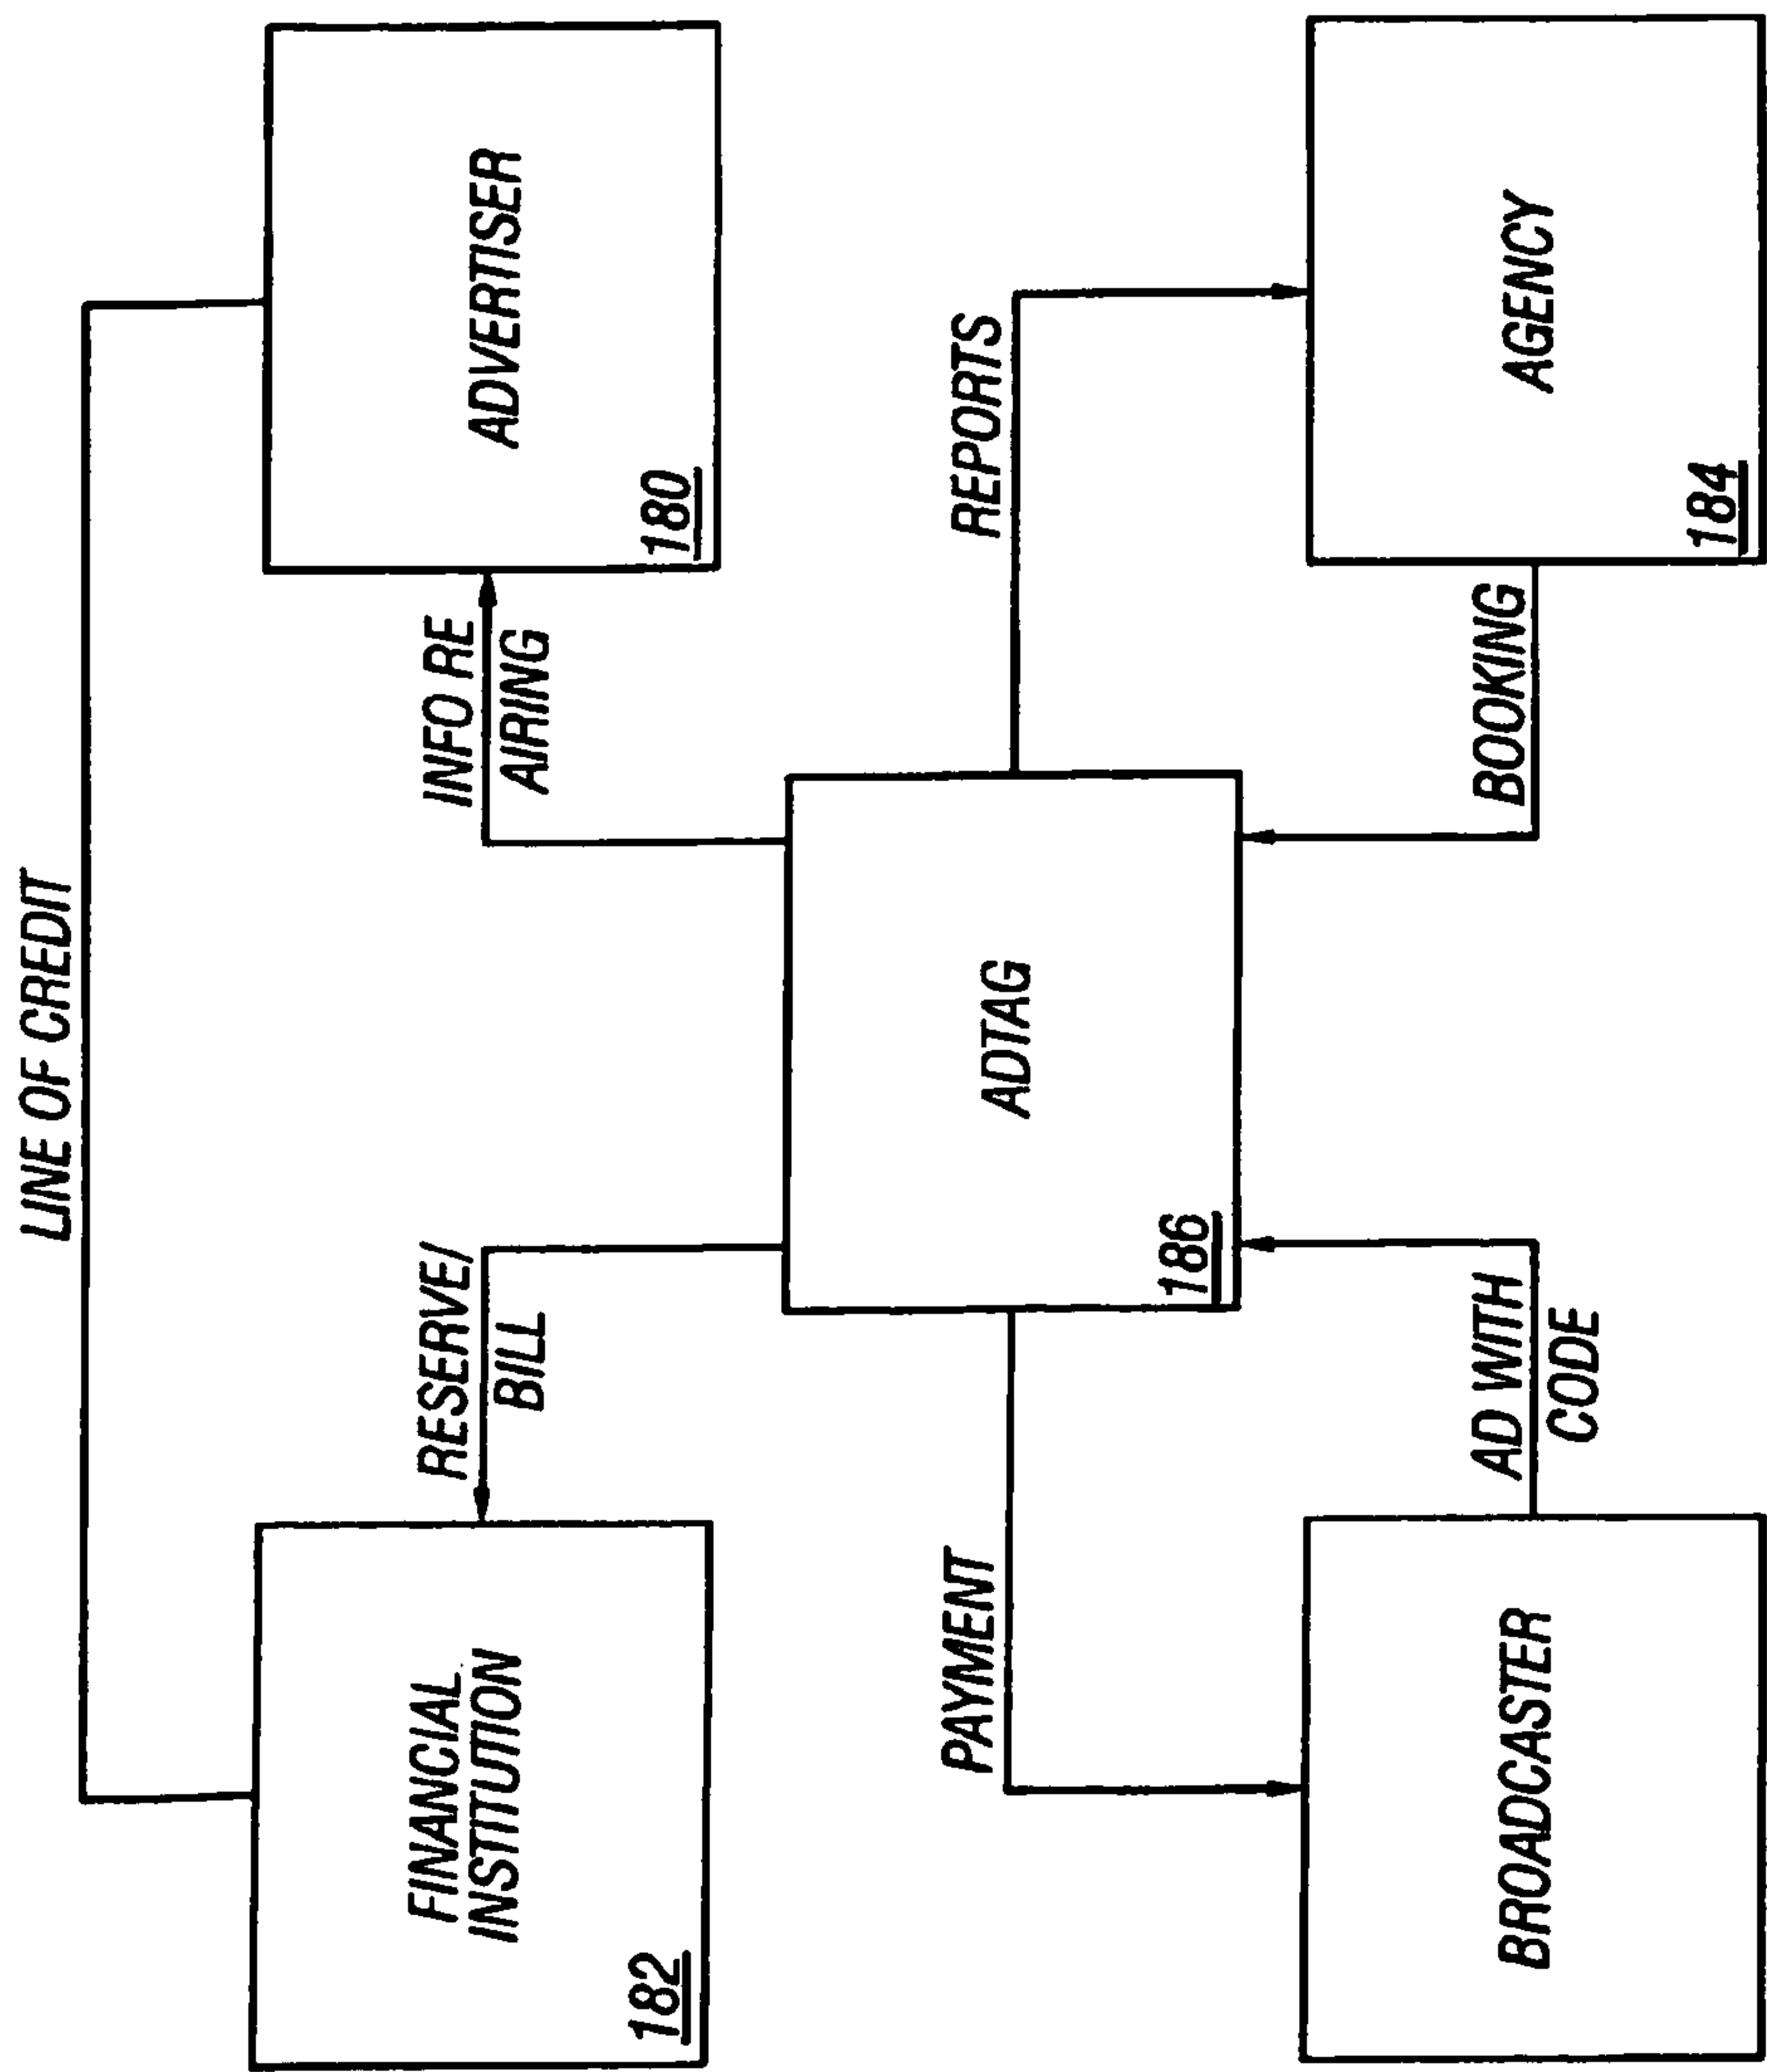 LINE OF CREDIT
FINANCIAL
INSTITUTION
182
RESERVE/
BILL
INFO RE
AIRING
ADVERTISER
180
ADTAG
186
PAYMENT
REPORTS
BROADCASTER
AD WITH
CODE
BOOKING
AGENCY
184